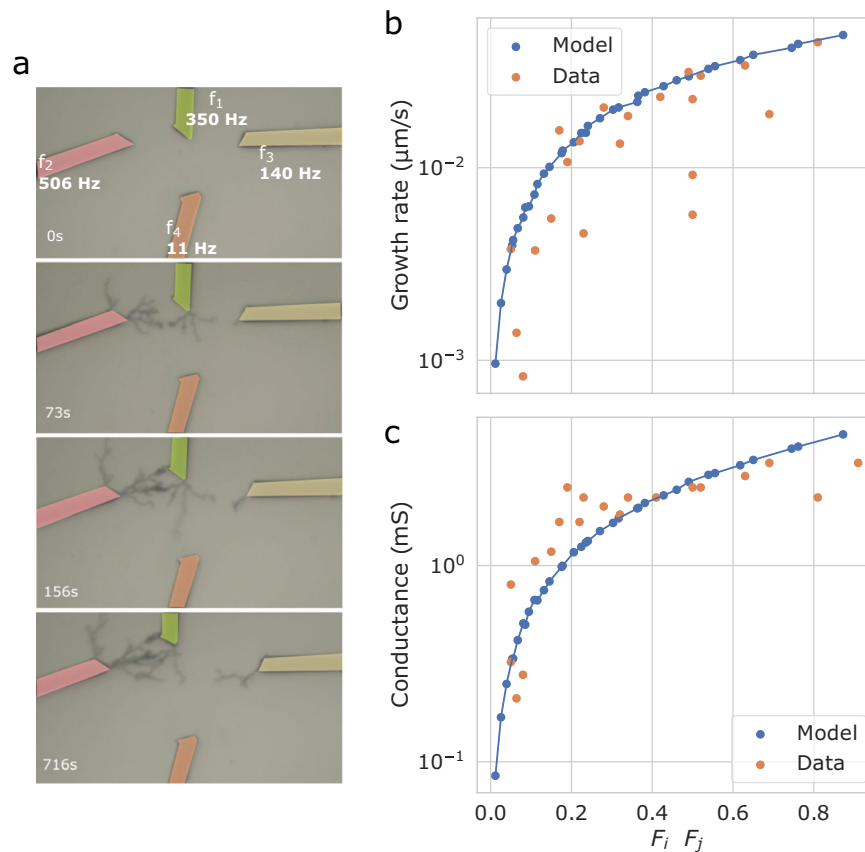 a
f₁
350 Hz
f₂
506 Hz
f₃
140 Hz
f₄
11 Hz
0s
73s
156s
716s
b
Model
Data
Growth rate (μm/s)
10⁻²
10⁻³
c
Conductance (mS)
10⁰
10⁻¹
Model
Data
0.0 0.2 0.4 0.6 0.8
Fᵢ Fⱼ